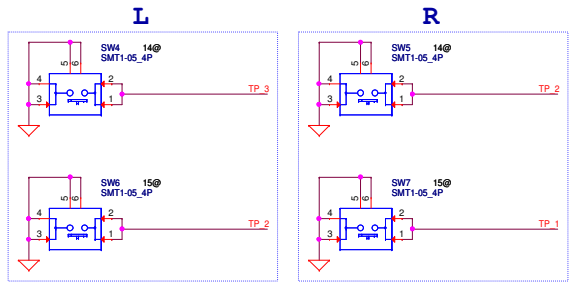 L R
SW4 14@
SMT1-05_4P
5 6
4 2
3 1
TP_3
SW5 14@
SMT1-05_4P
5 6
4 2
3 1
TP_2
SW6 15@
SMT1-05_4P
5 6
4 2
3 1
TP_2
SW7 15@
SMT1-05_4P
5 6
4 2
3 1
TP_1